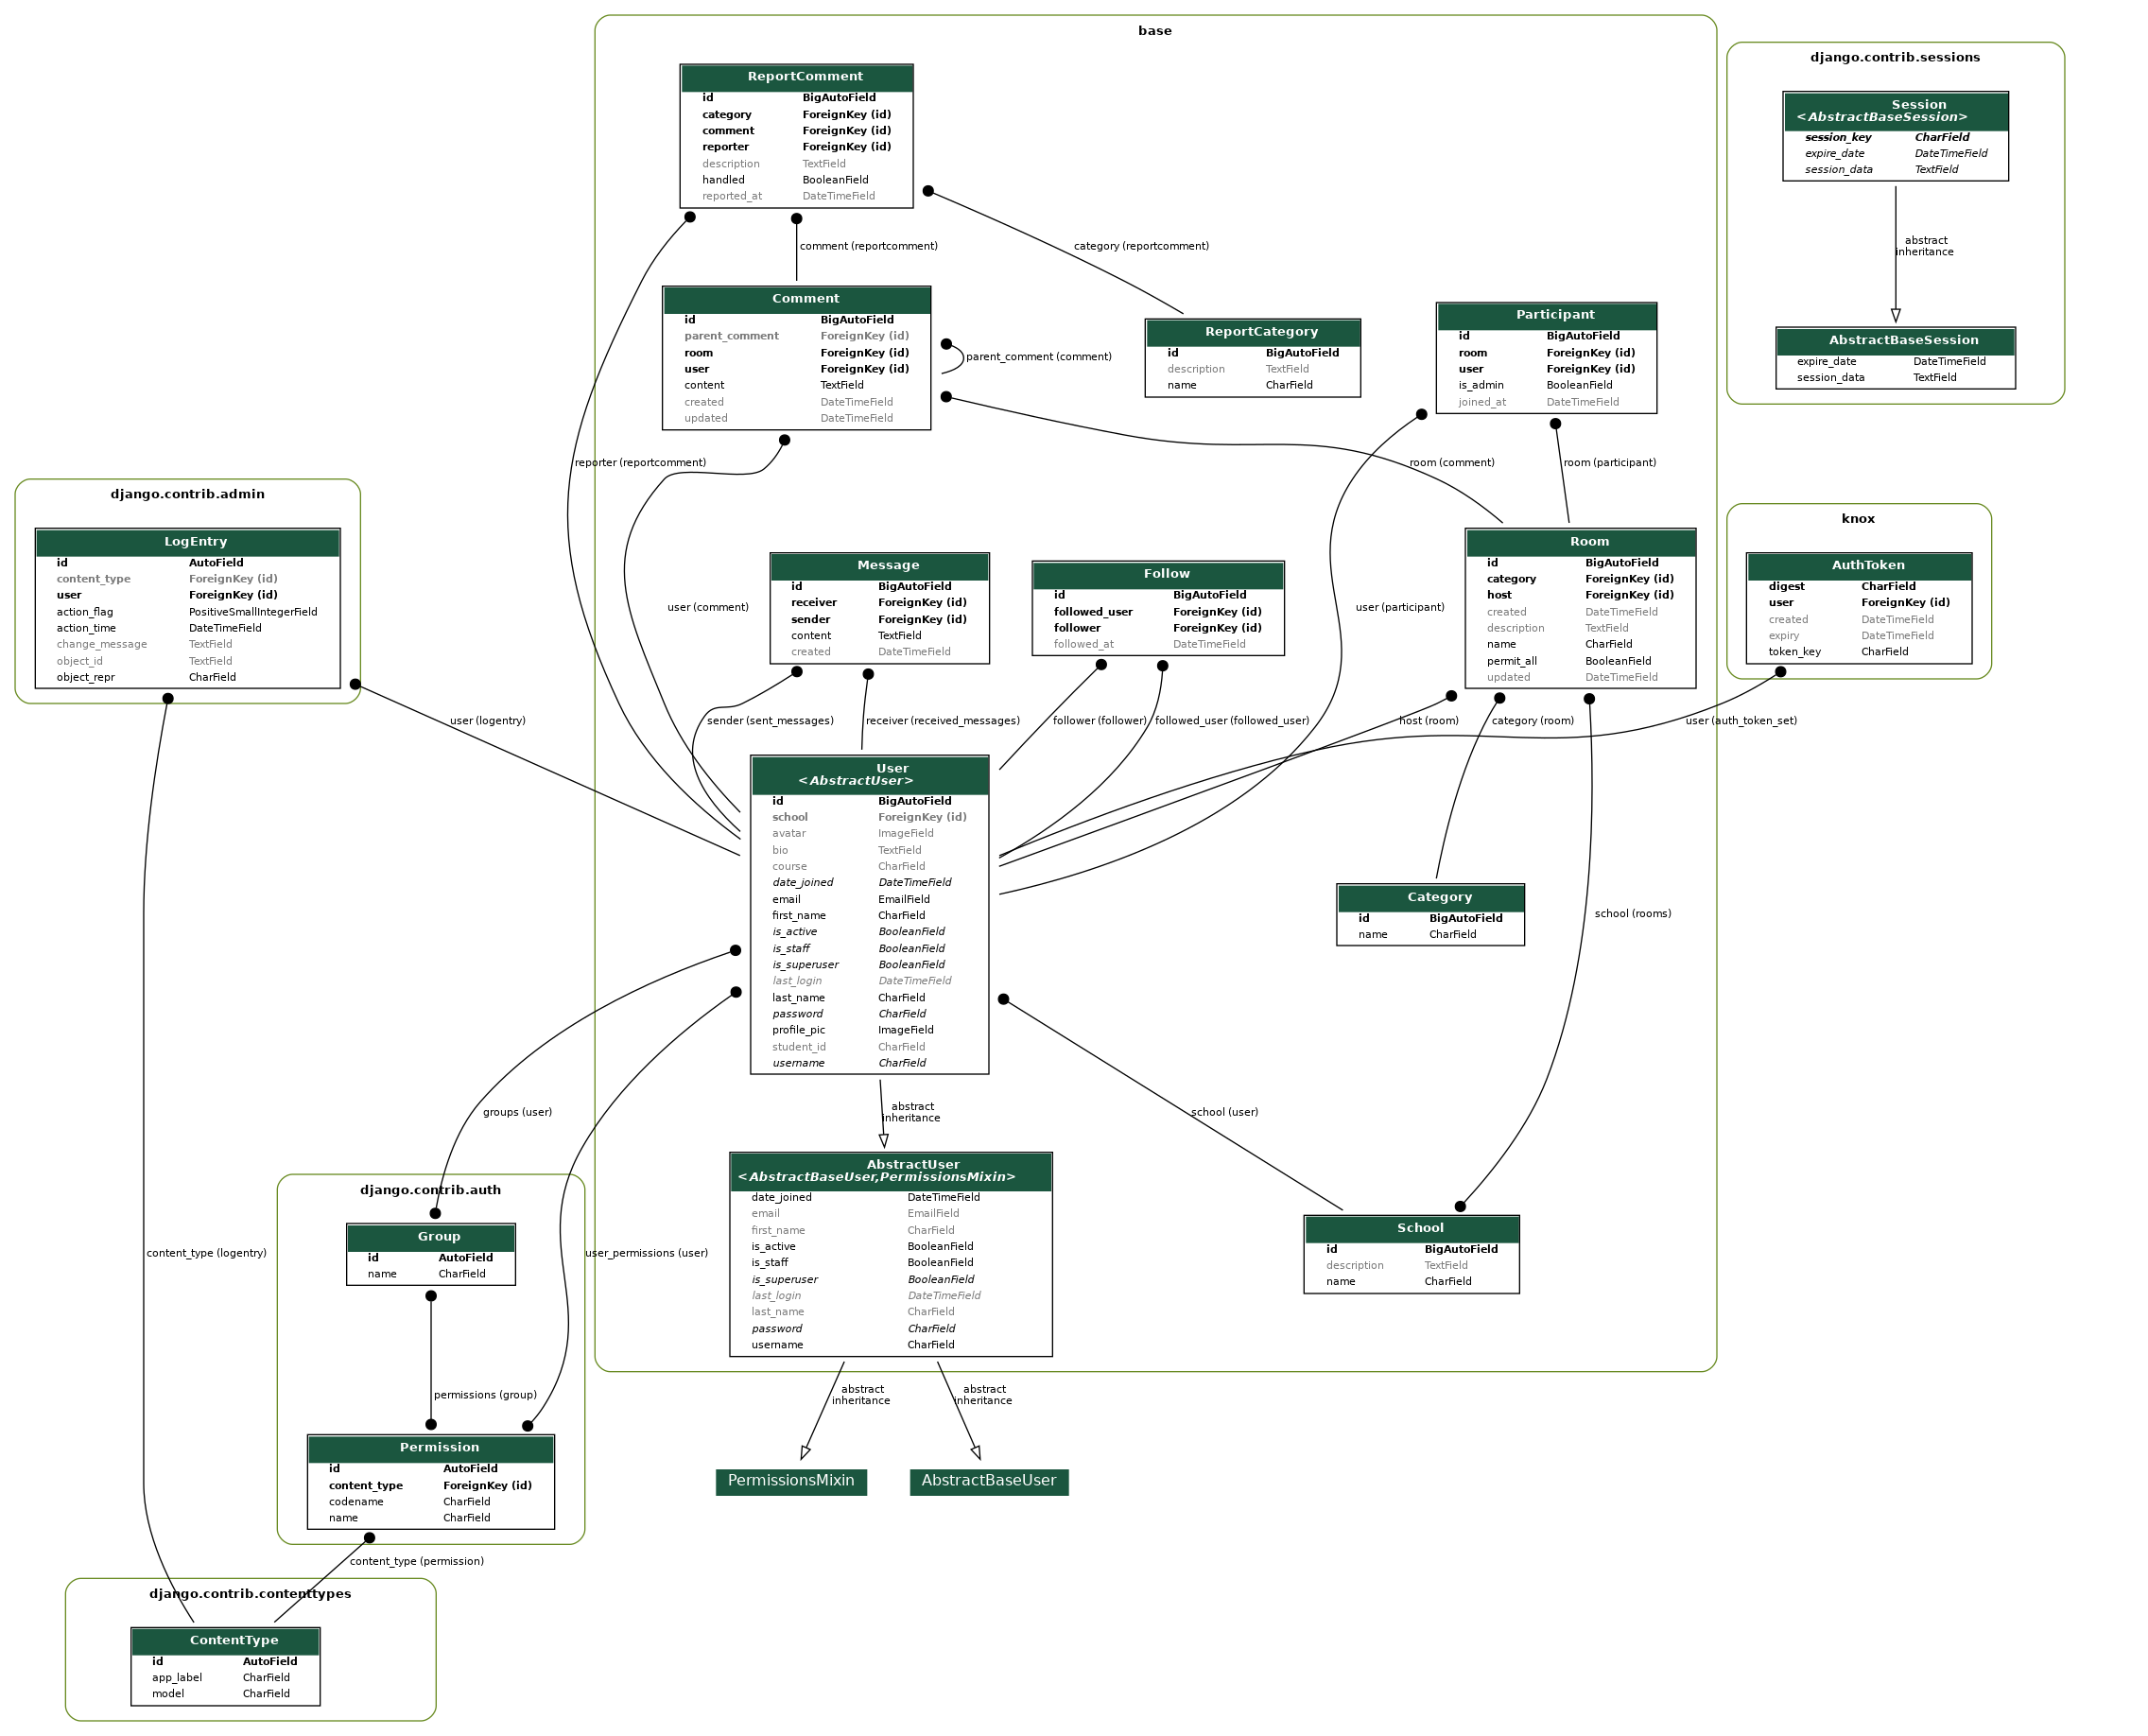 base
ReportComment
id BigAutoField
category ForeignKey (id)
comment ForeignKey (id)
reporter ForeignKey (id)
description TextField
handled BooleanField
reported_at DateTimeField
django.contrib.sessions
Session
<AbstractBaseSession>
session_key CharField
expire_date DateTimeField
session_data TextField
comment (reportcomment)
category (reportcomment)
abstract
inheritance
Comment
id BigAutoField
parent_comment ForeignKey (id)
room ForeignKey (id)
user ForeignKey (id)
content TextField
created DateTimeField
updated DateTimeField
parent_comment (comment)
ReportCategory
id BigAutoField
description TextField
name CharField
Participant
id BigAutoField
room ForeignKey (id)
user ForeignKey (id)
is_admin BooleanField
joined_at DateTimeField
AbstractBaseSession
expire_date DateTimeField
session_data TextField
reporter (reportcomment)
room (comment)
room (participant)
django.contrib.admin
LogEntry
id AutoField
content_type ForeignKey (id)
user ForeignKey (id)
action_flag PositiveSmallIntegerField
action_time DateTimeField
change_message TextField
object_id TextField
object_repr CharField
user (comment)
Message
id BigAutoField
receiver ForeignKey (id)
sender ForeignKey (id)
content TextField
created DateTimeField
Follow
id BigAutoField
followed_user ForeignKey (id)
follower ForeignKey (id)
followed_at DateTimeField
user (participant)
Room
id BigAutoField
category ForeignKey (id)
host ForeignKey (id)
created DateTimeField
description TextField
name CharField
permit_all BooleanField
updated DateTimeField
knox
AuthToken
digest CharField
user ForeignKey (id)
created DateTimeField
expiry DateTimeField
token_key CharField
user (logentry)
sender (sent_messages)
receiver (received_messages)
follower (follower)
followed_user (followed_user)
host (room)
category (room)
user (auth_token_set)
User
<AbstractUser>
id BigAutoField
school ForeignKey (id)
avatar ImageField
bio TextField
course CharField
date_joined DateTimeField
email EmailField
first_name CharField
is_active BooleanField
is_staff BooleanField
is_superuser BooleanField
last_login DateTimeField
last_name CharField
password CharField
profile_pic ImageField
student_id CharField
username CharField
Category
id BigAutoField
name CharField
school (rooms)
groups (user)
abstract
inheritance
school (user)
AbstractUser
<AbstractBaseUser,PermissionsMixin>
date_joined DateTimeField
email EmailField
first_name CharField
is_active BooleanField
is_staff BooleanField
is_superuser BooleanField
last_login DateTimeField
last_name CharField
password CharField
username CharField
School
id BigAutoField
description TextField
name CharField
django.contrib.auth
Group
id AutoField
name CharField
content_type (logentry)
user_permissions (user)
permissions (group)
abstract
inheritance
abstract
inheritance
Permission
id AutoField
content_type ForeignKey (id)
codename CharField
name CharField
PermissionsMixin
AbstractBaseUser
content_type (permission)
django.contrib.contenttypes
ContentType
id AutoField
app_label CharField
model CharField